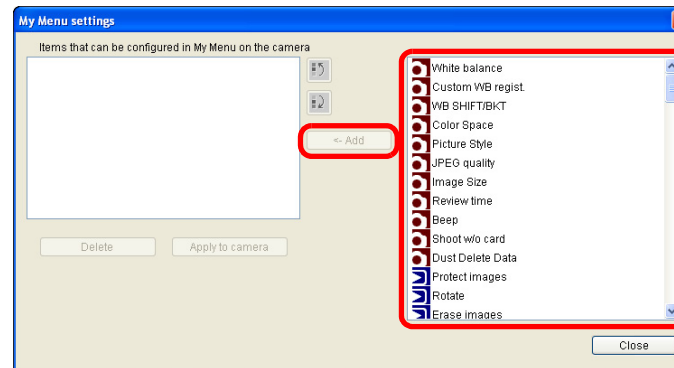 My Menu settings
Items that can be configured in My Menu on the camera
<- Add
Delete
Apply to camera
White balance
Custom WB regist.
WB SHIFT/BKT
Color Space
Picture Style
JPEG quality
Image Size
Review time
Beep
Shoot w/o card
Dust Delete Data
Protect images
Rotate
Erase images
Close